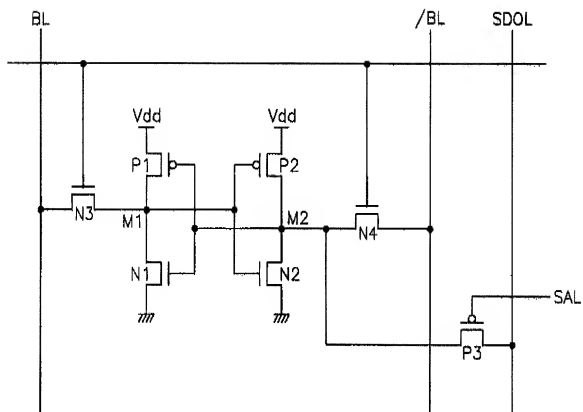 BL /BL SDOL
Vdd Vdd
P1 P2
N3 M1 M2 N4
N1 N2
SAL
P3